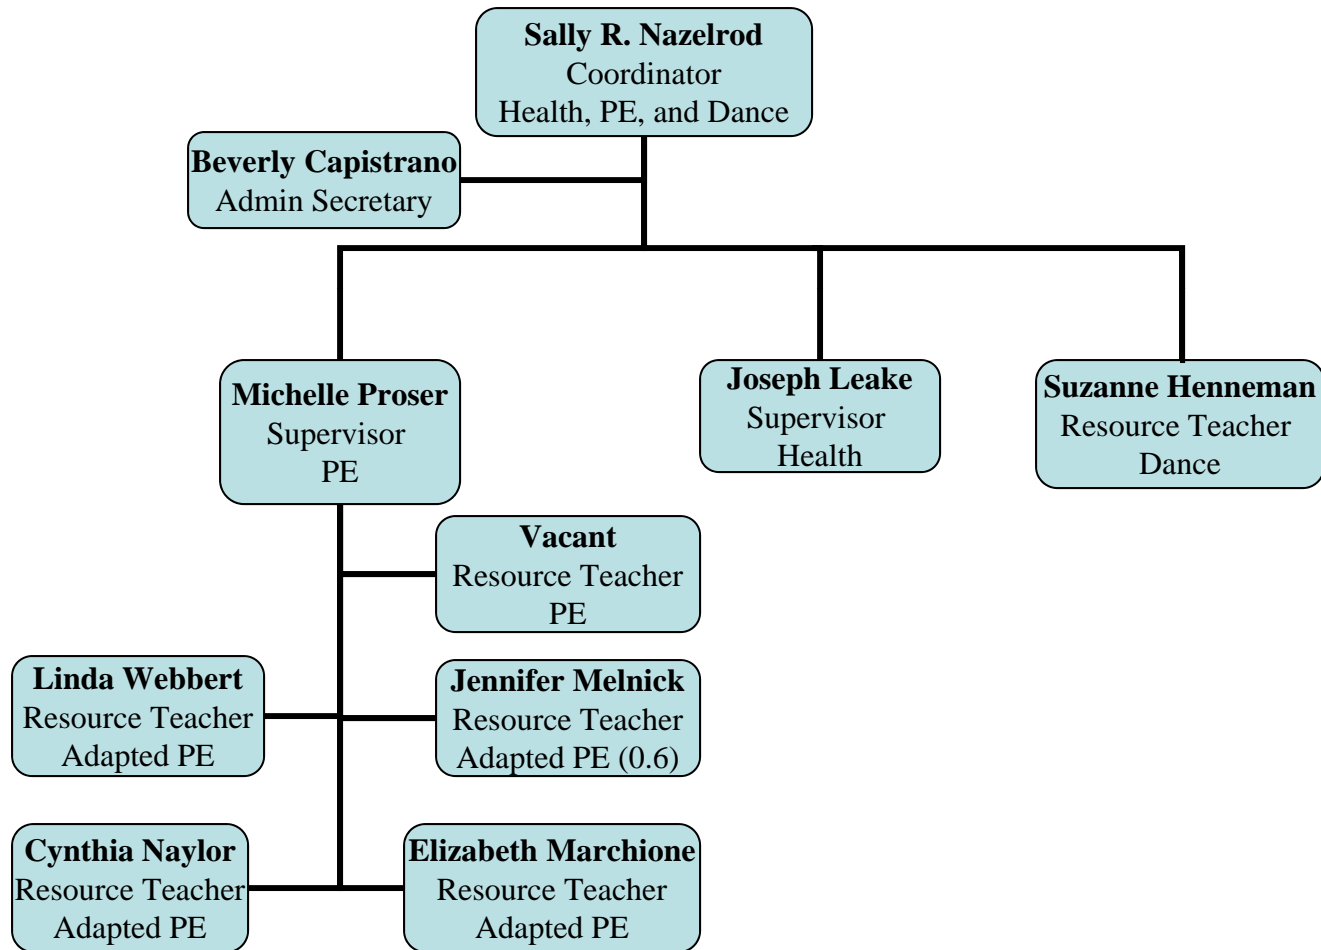 Sally R. Nazelrod
Coordinator
Health, PE, and Dance
Beverly Capistrano
Admin Secretary
Michelle Proser
Supervisor
PE
Joseph Leake
Supervisor
Health
Suzanne Henneman
Resource Teacher
Dance
Vacant
Resource Teacher
PE
Linda Webbert
Resource Teacher
Adapted PE
Jennifer Melnick
Resource Teacher
Adapted PE (0.6)
Cynthia Naylor
Resource Teacher
Adapted PE
Elizabeth Marchione
Resource Teacher
Adapted PE